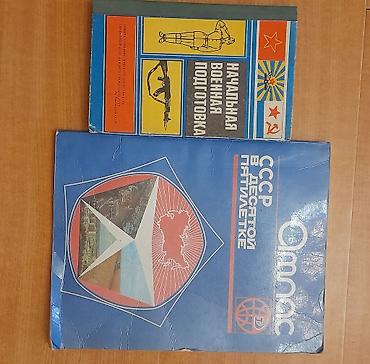 НАЧАЛЬНАЯ
ВОЕННАЯ
ПОДГОТОВКА
Атлас
СССР
В ДЕСЯТОЙ
ПЯТИЛЕТКЕ